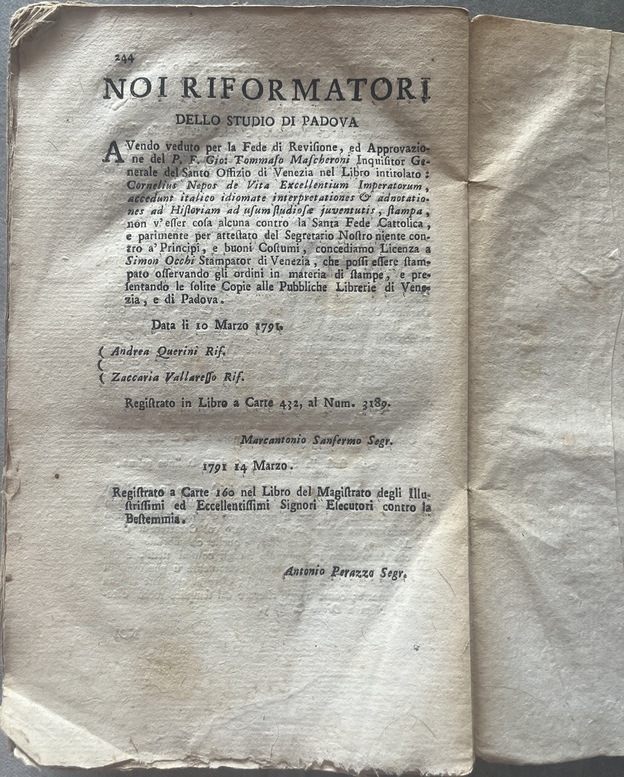 244
NOI RIFORMATORI
DELLO STUDIO DI PADOVA
AVendo veduto per la Fede di Reviſione, ed Approvazio-
ne del P. F. Gioi Tommaſo Maſcheroni Inquiſitor Ge-
nerale del Santo Offizio di Venezia nel Libro intitolato:
Cornelius Nepos de Vita Excellentium Imperatorum,
accedunt italico idiomate interpretationes & adnotatio-
nes ad Hiſtoriam ad uſum ſtudioſæ juventutis, ſtampa,
non v'eſſer coſa alcuna contro la Santa Fede Cattolica,
e parimente per atteſtato del Segretario Noſtro niente con-
tro a' Principi, e buoni Coſtumi, concediamo Licenza a
Simon Occhi Stampator di Venezia, che poſſi eſſere ſtam-
pato oſſervando gli ordini in materia di ſtampe, e pre-
ſentando le ſolite Copie alle Pubbliche Librerie di Vene-
zia, e di Padova.
Data li 10 Marzo 1791.
( Andrea Querini Rif.
(
( Zaccaria Vallareſſo Rif.
Regiſtrato in Libro a Carte 432, al Num. 3189.
Marcantonio Sanfermo Segr.
1791 14 Marzo.
Regiſtrato a Carte 160 nel Libro del Magiſtrato degli Illu-
ſtriſſimi ed Eccellentiſſimi Signori Eſecutori contro la
Beſtemmia.
Antonio Perazzo Segr.